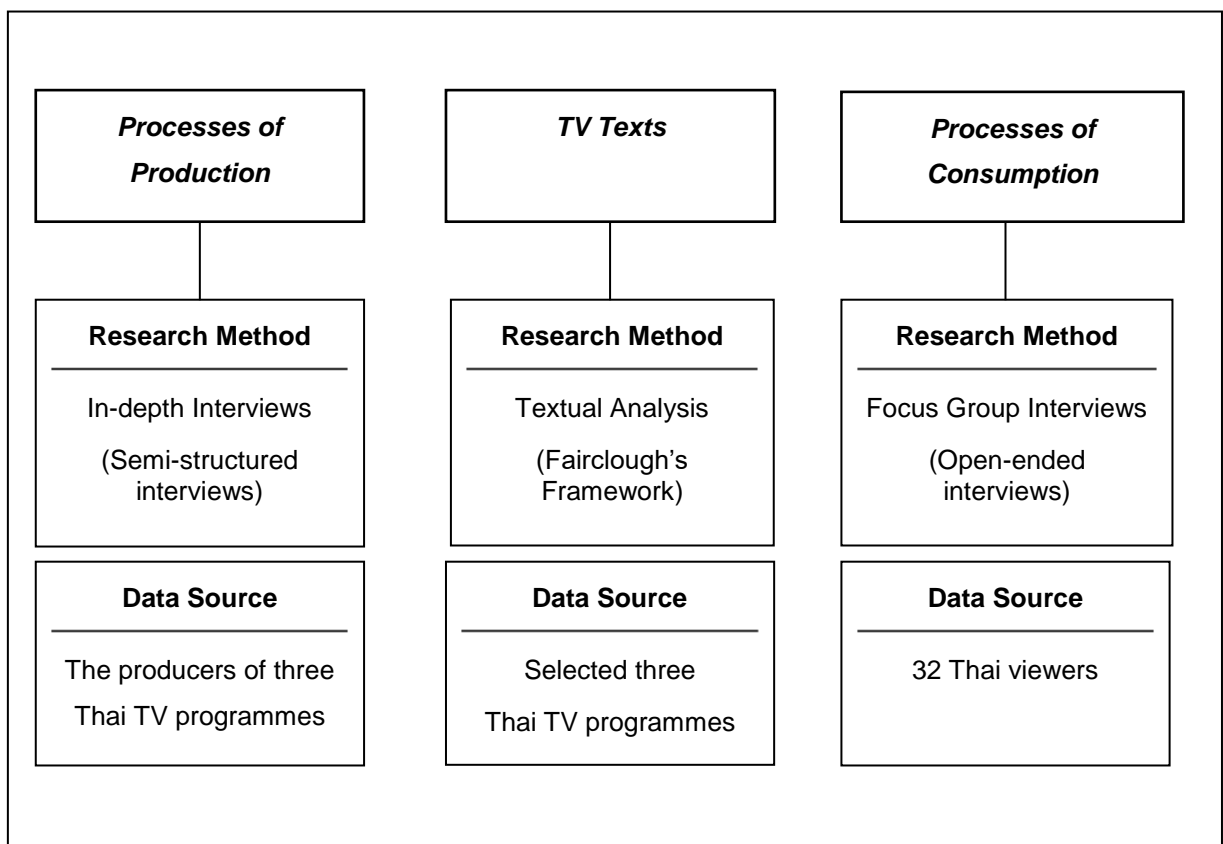 Processes of
Production
Research Method
In-depth Interviews
(Semi-structured
interviews)
Data Source
The producers of three
Thai TV programmes
TV Texts
Research Method
Textual Analysis
(Fairclough’s
Framework)
Data Source
Selected three
Thai TV programmes
Processes of
Consumption
Research Method
Focus Group Interviews
(Open-ended
interviews)
Data Source
32 Thai viewers